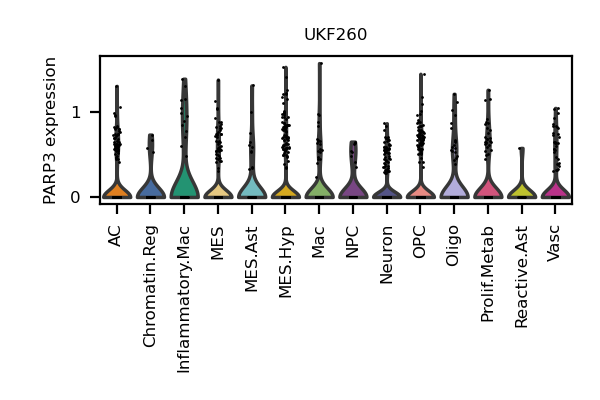 UKF260
PARP3 expression
1
0
AC
Chromatin.Reg
Inflammatory.Mac
MES
MES.Ast
MES.Hyp
Mac
NPC
Neuron
OPC
Oligo
Prolif.Metab
Reactive.Ast
Vasc